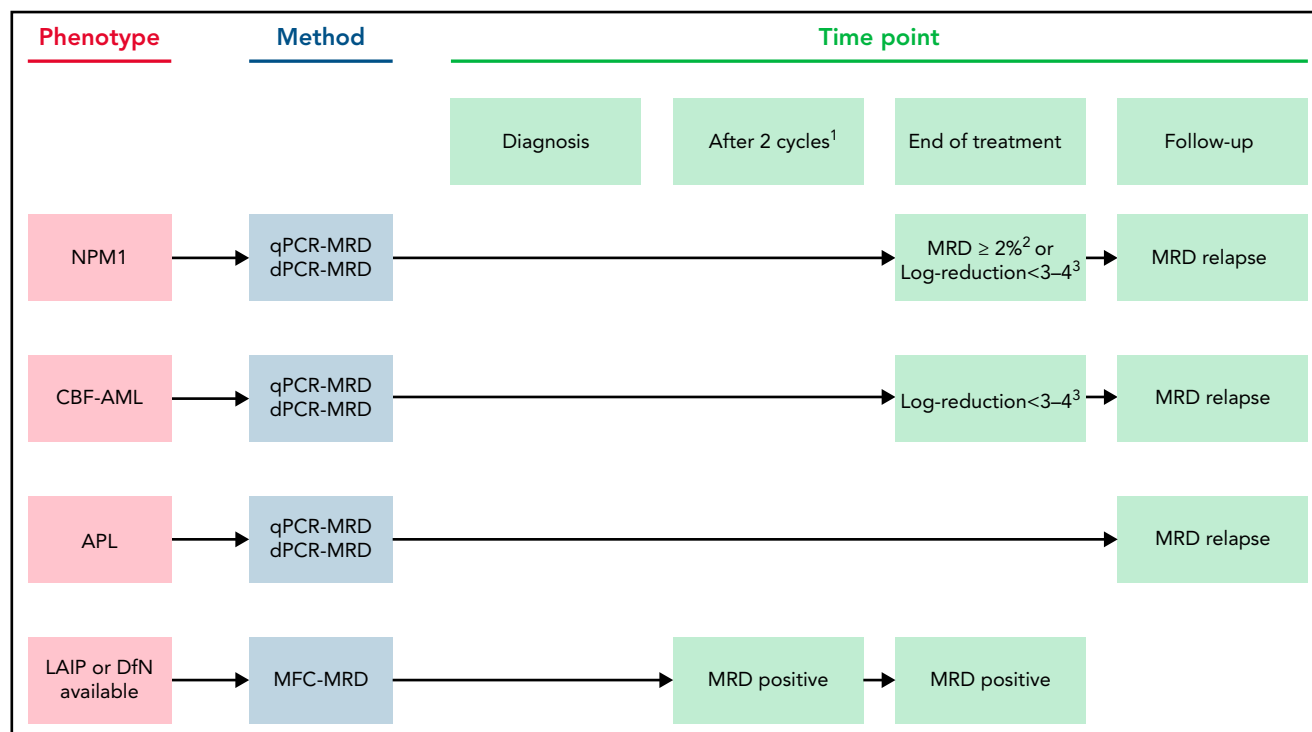 Phenotype Method Time point
Diagnosis After 2 cycles¹ End of treatment Follow-up
NPM1
qPCR-MRD
dPCR-MRD
MRD ≥ 2%² or
Log-reduction<3–4³
MRD relapse
CBF-AML
qPCR-MRD
dPCR-MRD
Log-reduction<3–4³
MRD relapse
APL
qPCR-MRD
dPCR-MRD
MRD relapse
LAIP or DfN
available
MFC-MRD
MRD positive
MRD positive